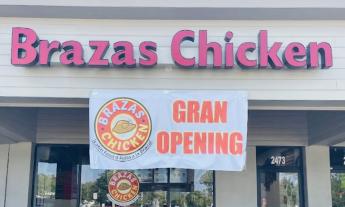 Brazas Chicken
BRAZAS
CHICKEN
GRAN
OPENING
2473